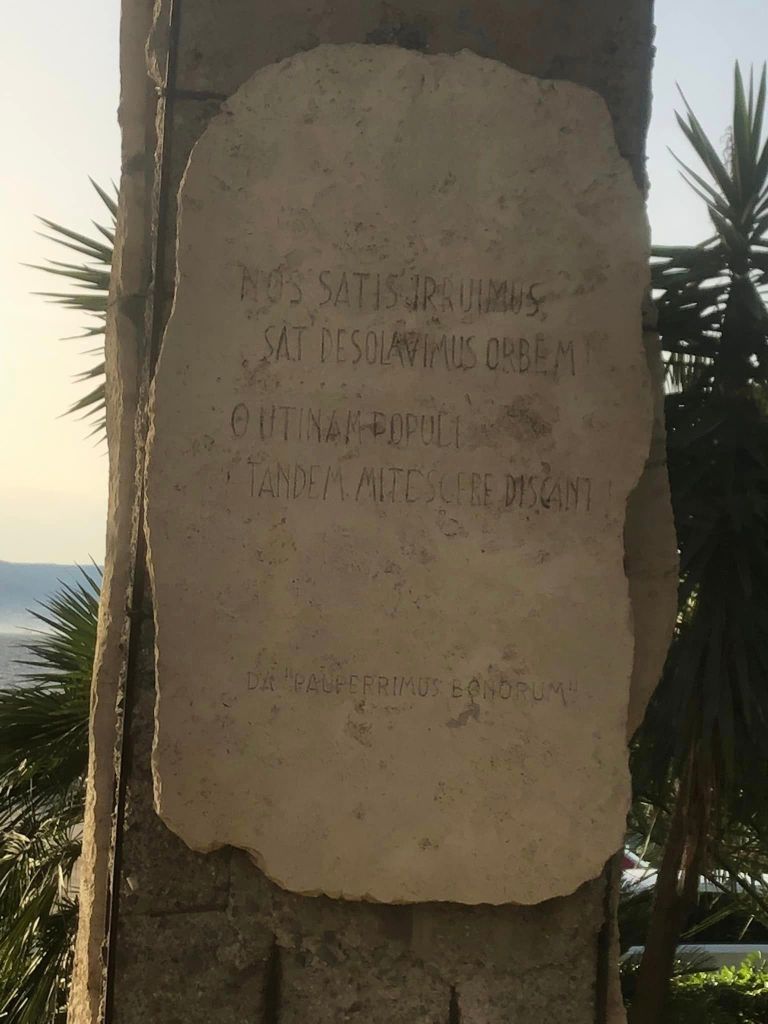 NOS SATIS IRRUIMUS,
SAT DESOLAVIMUS ORBEM
O UTINAM POPULI
TANDEM MITESCERE DISCANT!
DA "PAUPERRIMUS BONORUM"